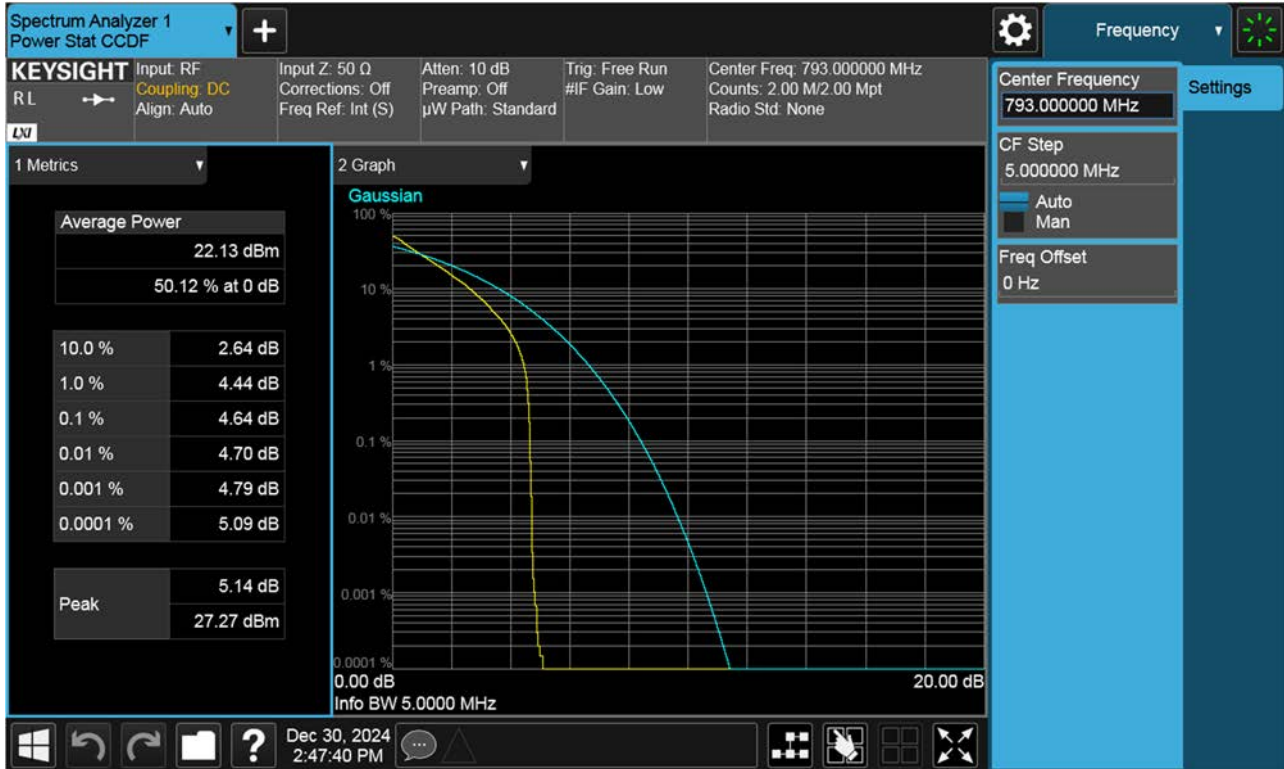 Spectrum Analyzer 1
Power Stat CCDF
+
Frequency
KEYSIGHT
RL
LXI
Input: RF
Coupling: DC
Align: Auto
Input Z: 50 Ω
Corrections: Off
Freq Ref: Int (S)
Atten: 10 dB
Preamp: Off
µW Path: Standard
Trig: Free Run
#IF Gain: Low
Center Freq: 793.000000 MHz
Counts: 2.00 M/2.00 Mpt
Radio Std: None
Center Frequency
793.000000 MHz
Settings
CF Step
5.000000 MHz
Auto
Man
Freq Offset
0 Hz
1 Metrics
Average Power
22.13 dBm
50.12 % at 0 dB
10.0 % 2.64 dB
1.0 % 4.44 dB
0.1 % 4.64 dB
0.01 % 4.70 dB
0.001 % 4.79 dB
0.0001 % 5.09 dB
Peak
5.14 dB
27.27 dBm
2 Graph
Gaussian
100 %
10 %
1 %
0.1 %
0.01 %
0.001 %
0.0001 %
0.00 dB 20.00 dB
Info BW 5.0000 MHz
?
Dec 30, 2024
2:47:40 PM